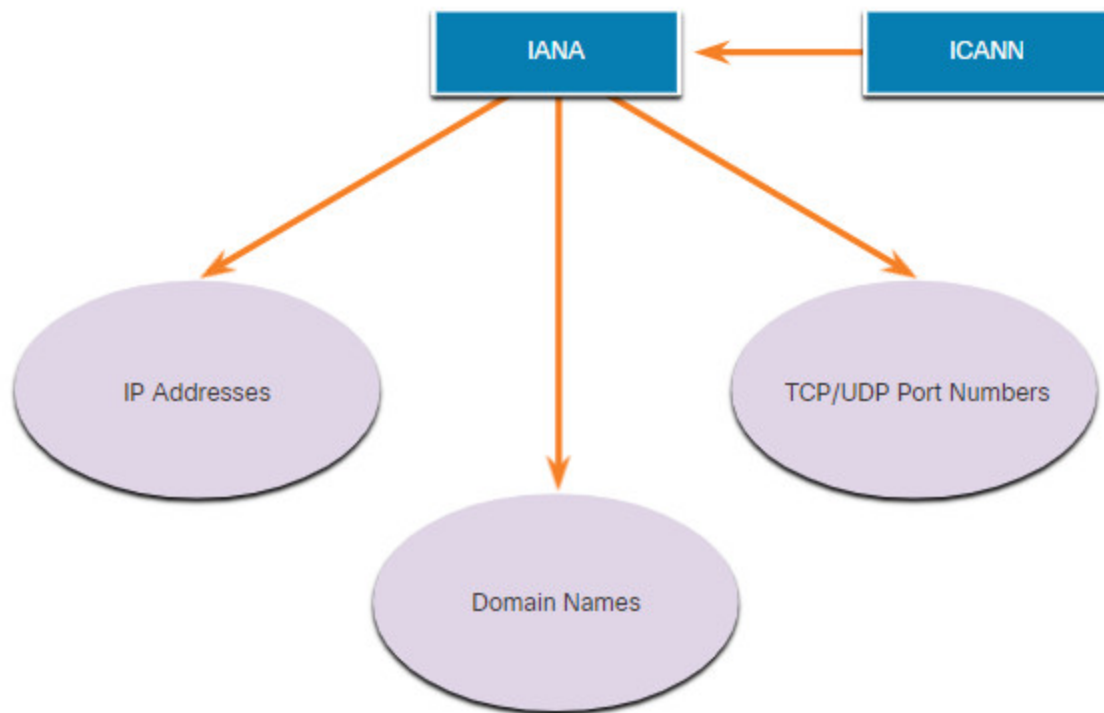 IANA
ICANN
IP Addresses
TCP/UDP Port Numbers
Domain Names